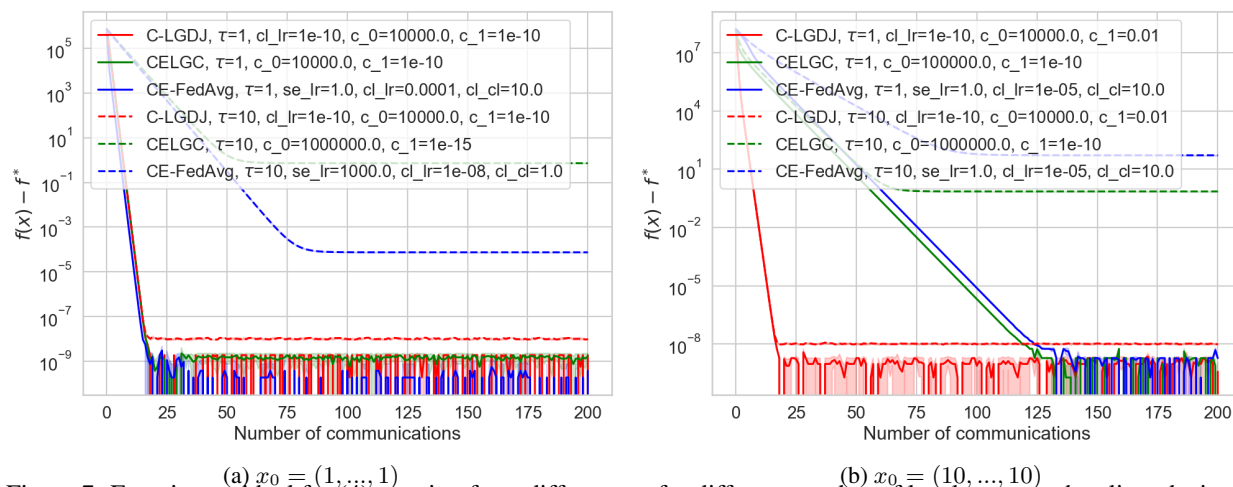 10^5
10^3
10^1
10^-1
10^-3
10^-5
10^-7
10^-9
f(x) − f*
C-LGDJ, τ=1, cl_lr=1e-10, c_0=10000.0, c_1=1e-10
CELGC, τ=1, c_0=10000.0, c_1=1e-10
CE-FedAvg, τ=1, se_lr=1.0, cl_lr=0.0001, cl_cl=10.0
C-LGDJ, τ=10, cl_lr=1e-10, c_0=10000.0, c_1=1e-10
CELGC, τ=10, c_0=1000000.0, c_1=1e-15
CE-FedAvg, τ=10, se_lr=1000.0, cl_lr=1e-08, cl_cl=1.0
0 25 50 75 100 125 150 175 200
Number of communications
(a) x_0 = (1, ..., 1)
10^7
10^4
10^1
10^-2
10^-5
10^-8
f(x) − f*
C-LGDJ, τ=1, cl_lr=1e-10, c_0=10000.0, c_1=0.01
CELGC, τ=1, c_0=100000.0, c_1=1e-10
CE-FedAvg, τ=1, se_lr=1.0, cl_lr=1e-05, cl_cl=10.0
C-LGDJ, τ=10, cl_lr=1e-10, c_0=10000.0, c_1=0.01
CELGC, τ=10, c_0=1000000.0, c_1=1e-10
CE-FedAvg, τ=10, se_lr=1.0, cl_lr=1e-05, cl_cl=10.0
0 25 50 75 100 125 150 175 200
Number of communications
(b) x_0 = (10, ..., 10)